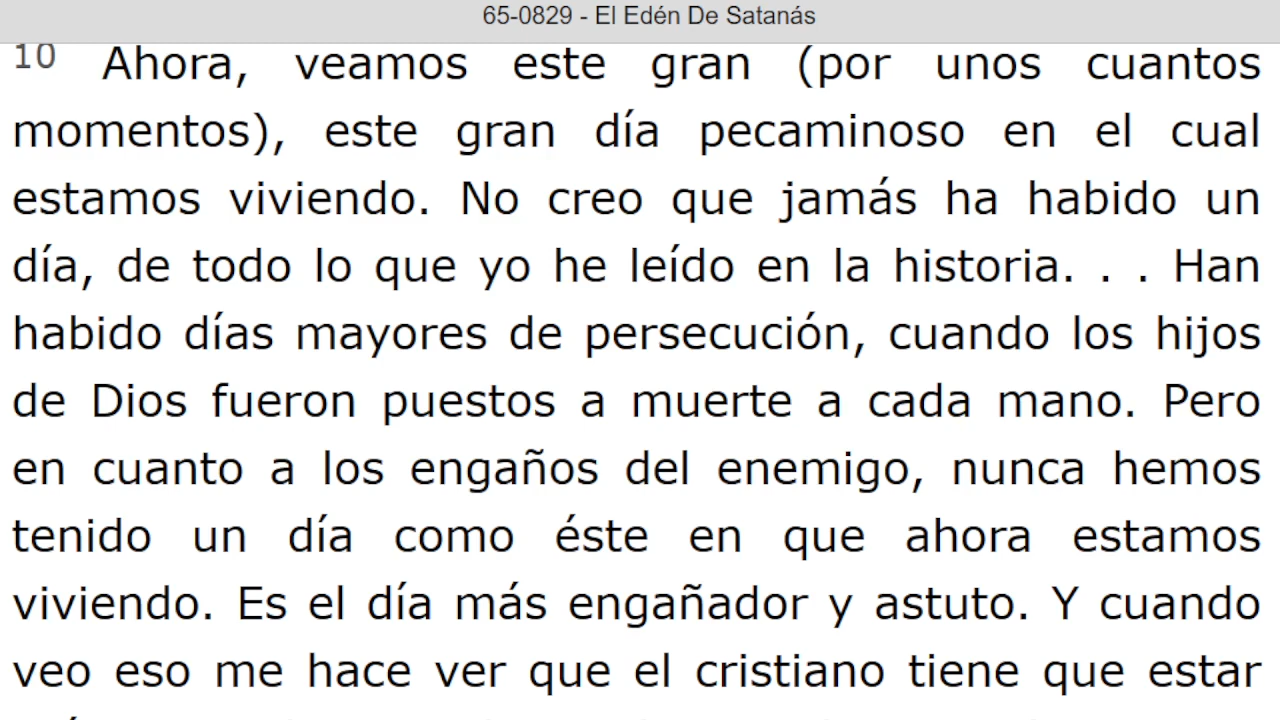 65-0829 - El Edén De Satanás
10 Ahora, veamos este gran (por unos cuantos
momentos), este gran día pecaminoso en el cual
estamos viviendo. No creo que jamás ha habido un
día, de todo lo que yo he leído en la historia. . . Han
habido días mayores de persecución, cuando los hijos
de Dios fueron puestos a muerte a cada mano. Pero
en cuanto a los engaños del enemigo, nunca hemos
tenido un día como éste en que ahora estamos
viviendo. Es el día más engañador y astuto. Y cuando
veo eso me hace ver que el cristiano tiene que estar